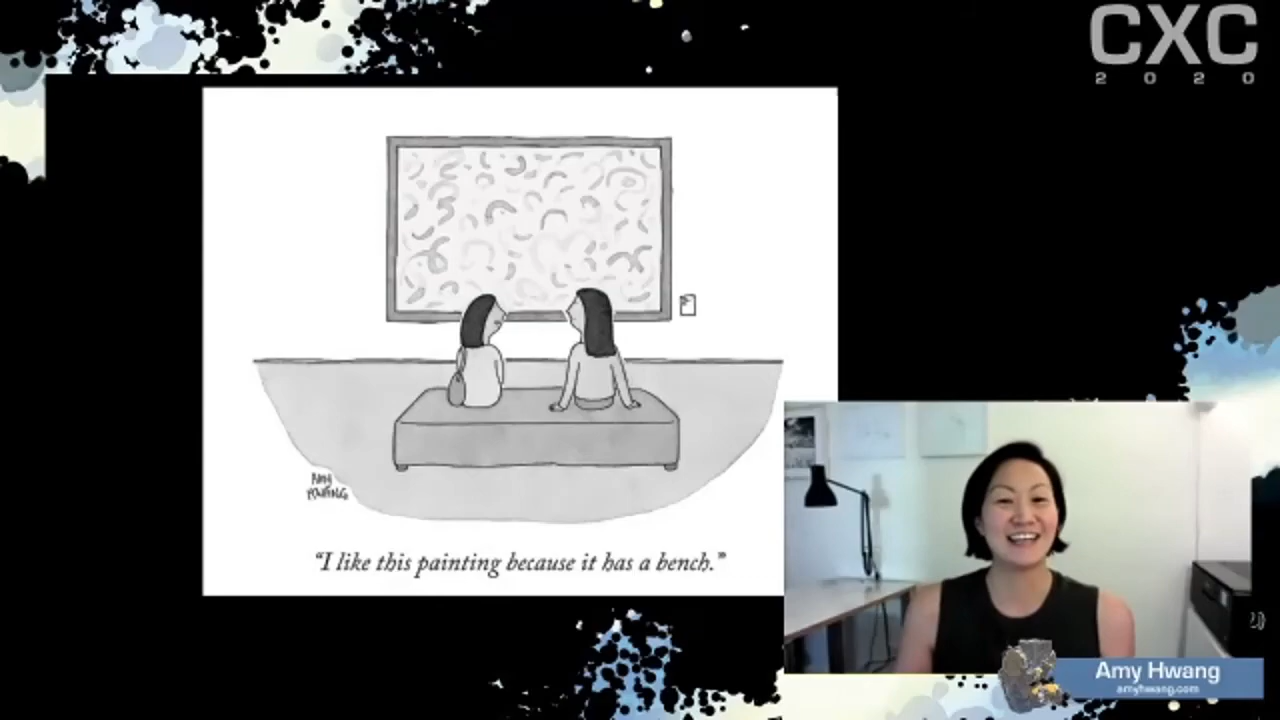 CXC
2020
AMY
HWANG
“I like this painting because it has a bench.”
Amy Hwang
amyhwang.com